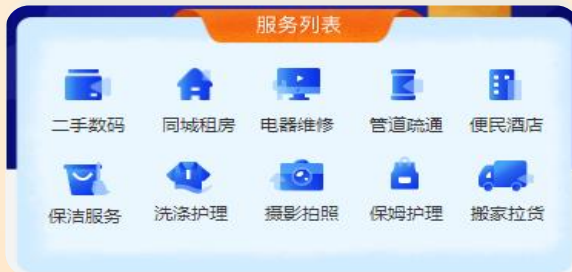 服务列表
二手数码 同城租房 电器维修 管道疏通 便民酒店
保洁服务 洗涤护理 摄影拍照 保姆护理 搬家拉货